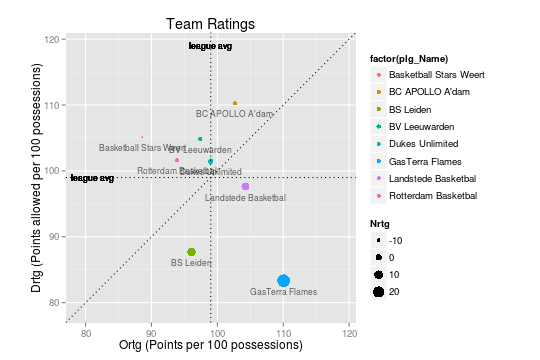 Team Ratings
120
110
100
90
80
80
90
100
110
120
Drtg (Points allowed per 100 possessions)
Ortg (Points per 100 possessions)
league avg
league avg
BC APOLLO A'dam
Basketball Stars Weert
BV Leeuwarden
Rotterdam Basketbal
Dukes Unlimited
Landstede Basketbal
BS Leiden
GasTerra Flames
factor(plg_Name)
Basketball Stars Weert
BC APOLLO A'dam
BS Leiden
BV Leeuwarden
Dukes Unlimited
GasTerra Flames
Landstede Basketbal
Rotterdam Basketbal
Nrtg
-10
0
10
20